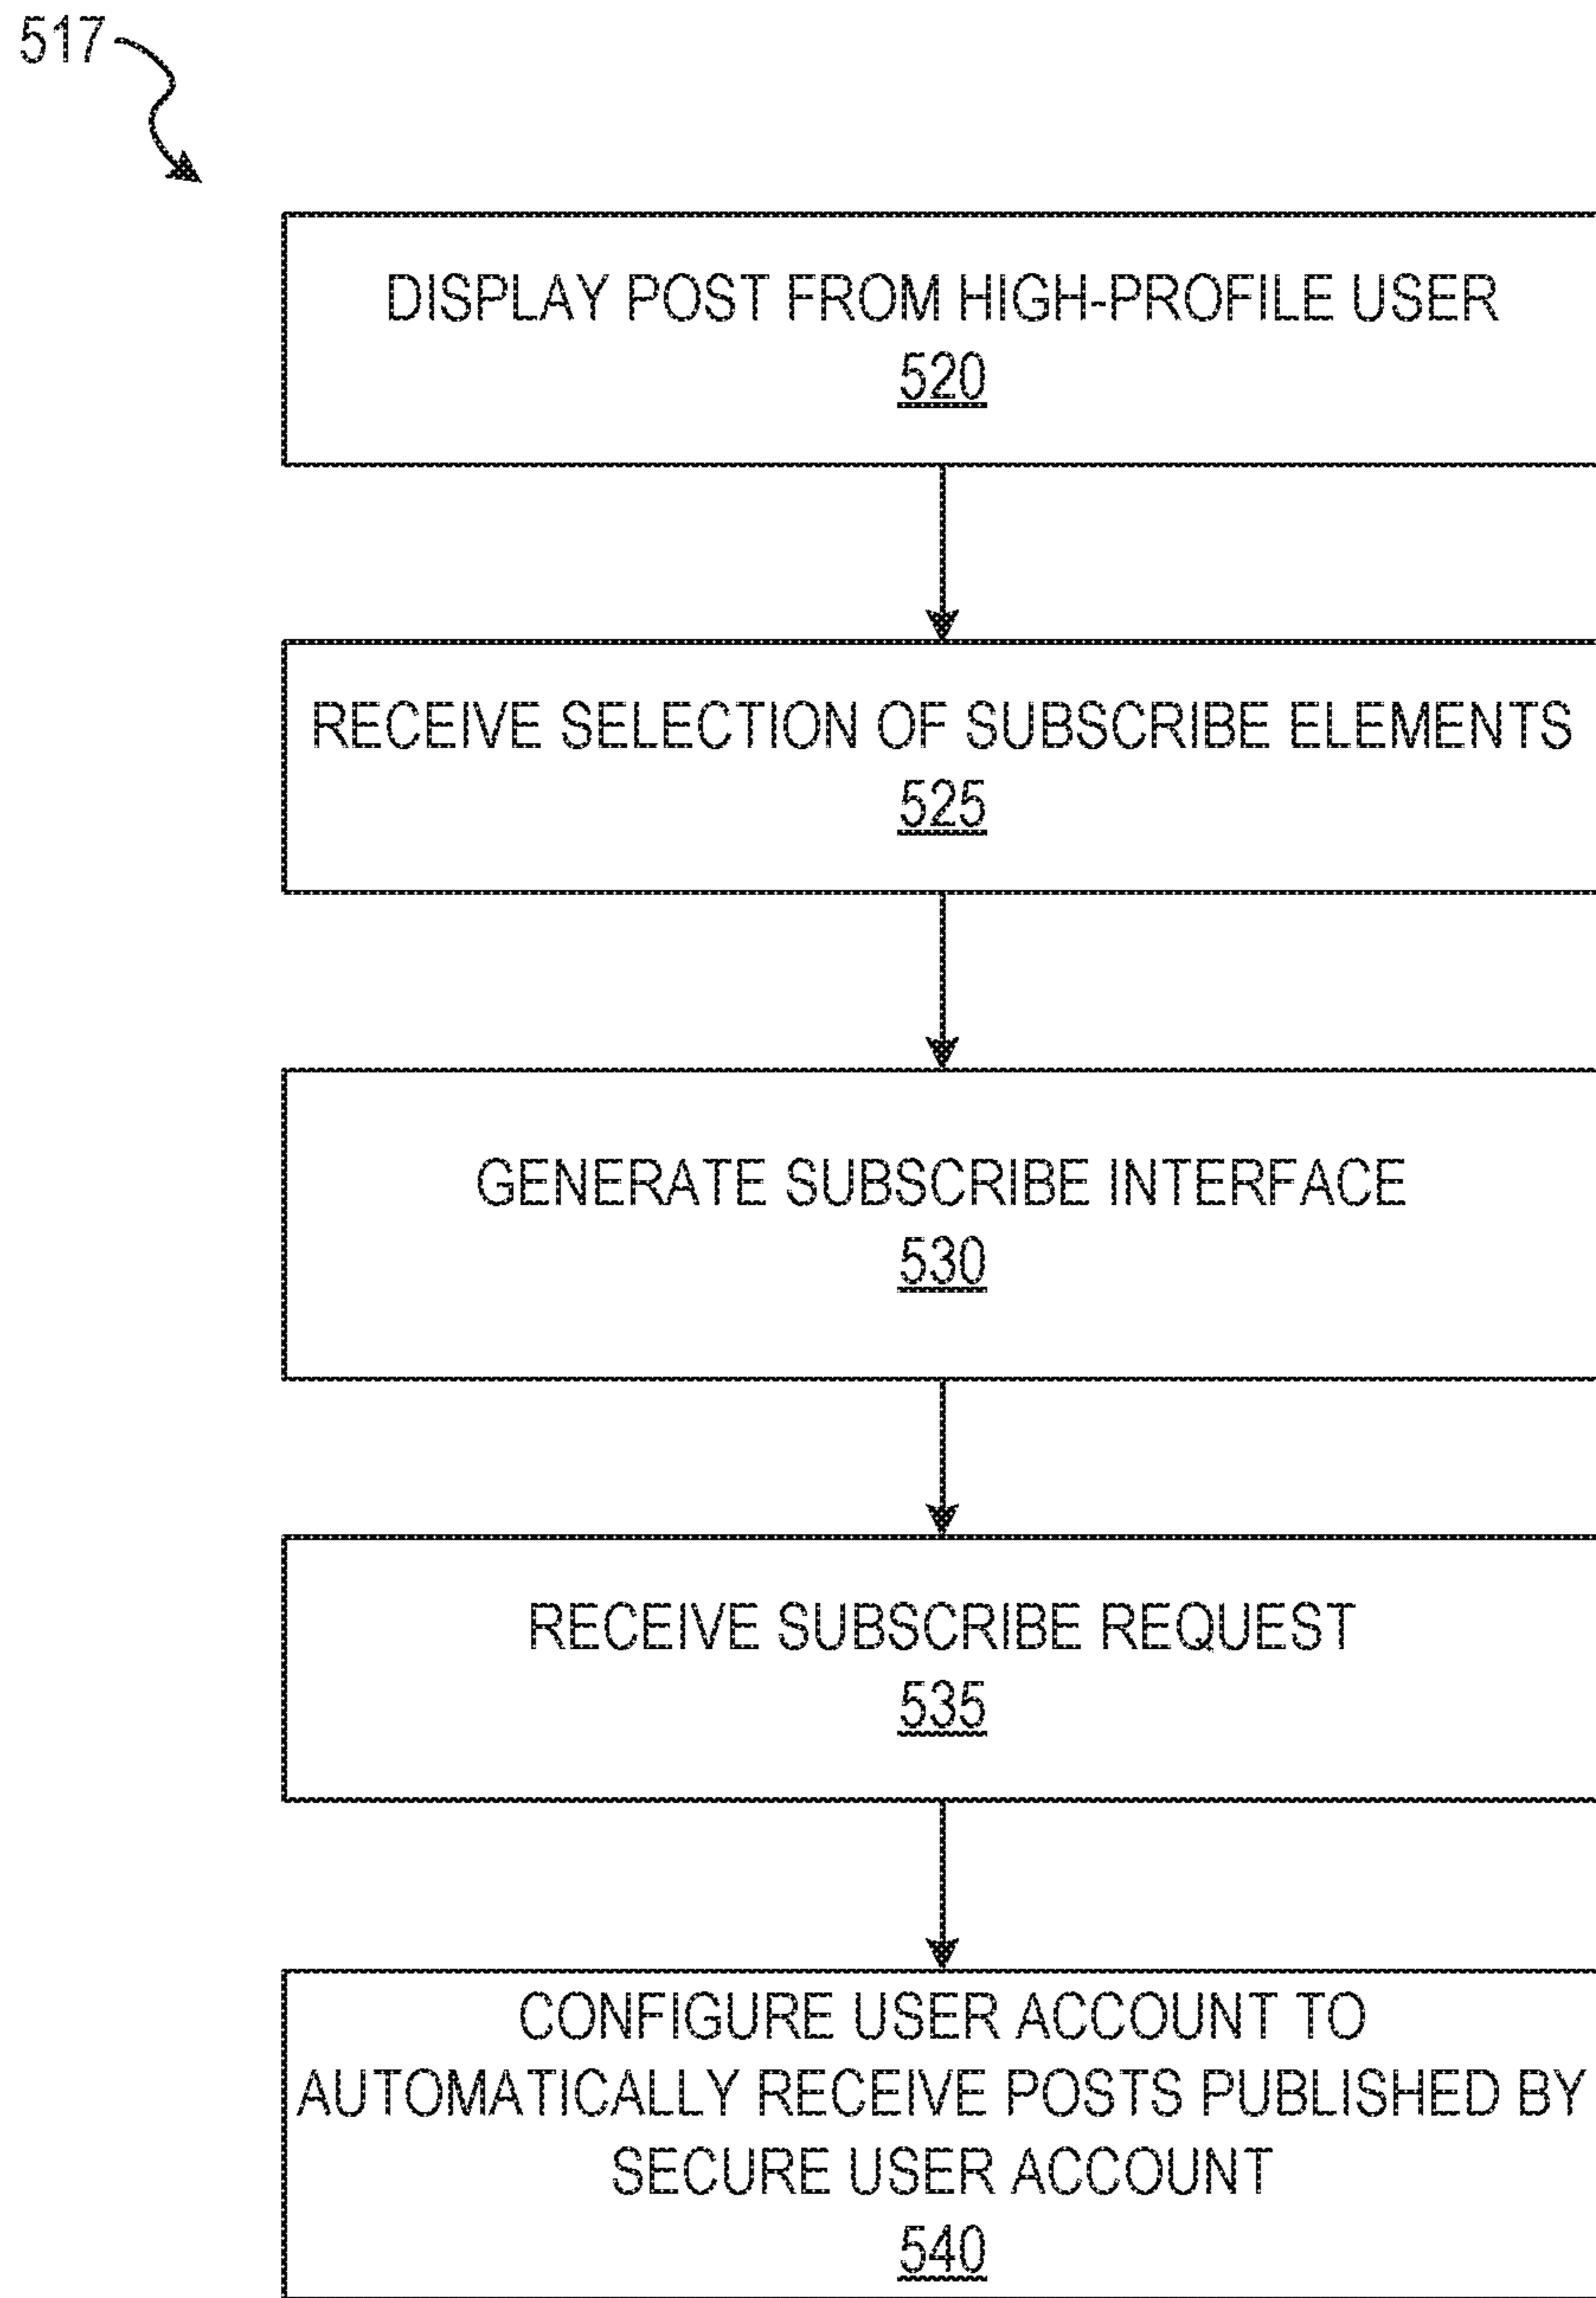 517
DISPLAY POST FROM HIGH-PROFILE USER
520
RECEIVE SELECTION OF SUBSCRIBE ELEMENTS
525
GENERATE SUBSCRIBE INTERFACE
530
RECEIVE SUBSCRIBE REQUEST
535
CONFIGURE USER ACCOUNT TO
AUTOMATICALLY RECEIVE POSTS PUBLISHED BY
SECURE USER ACCOUNT
540